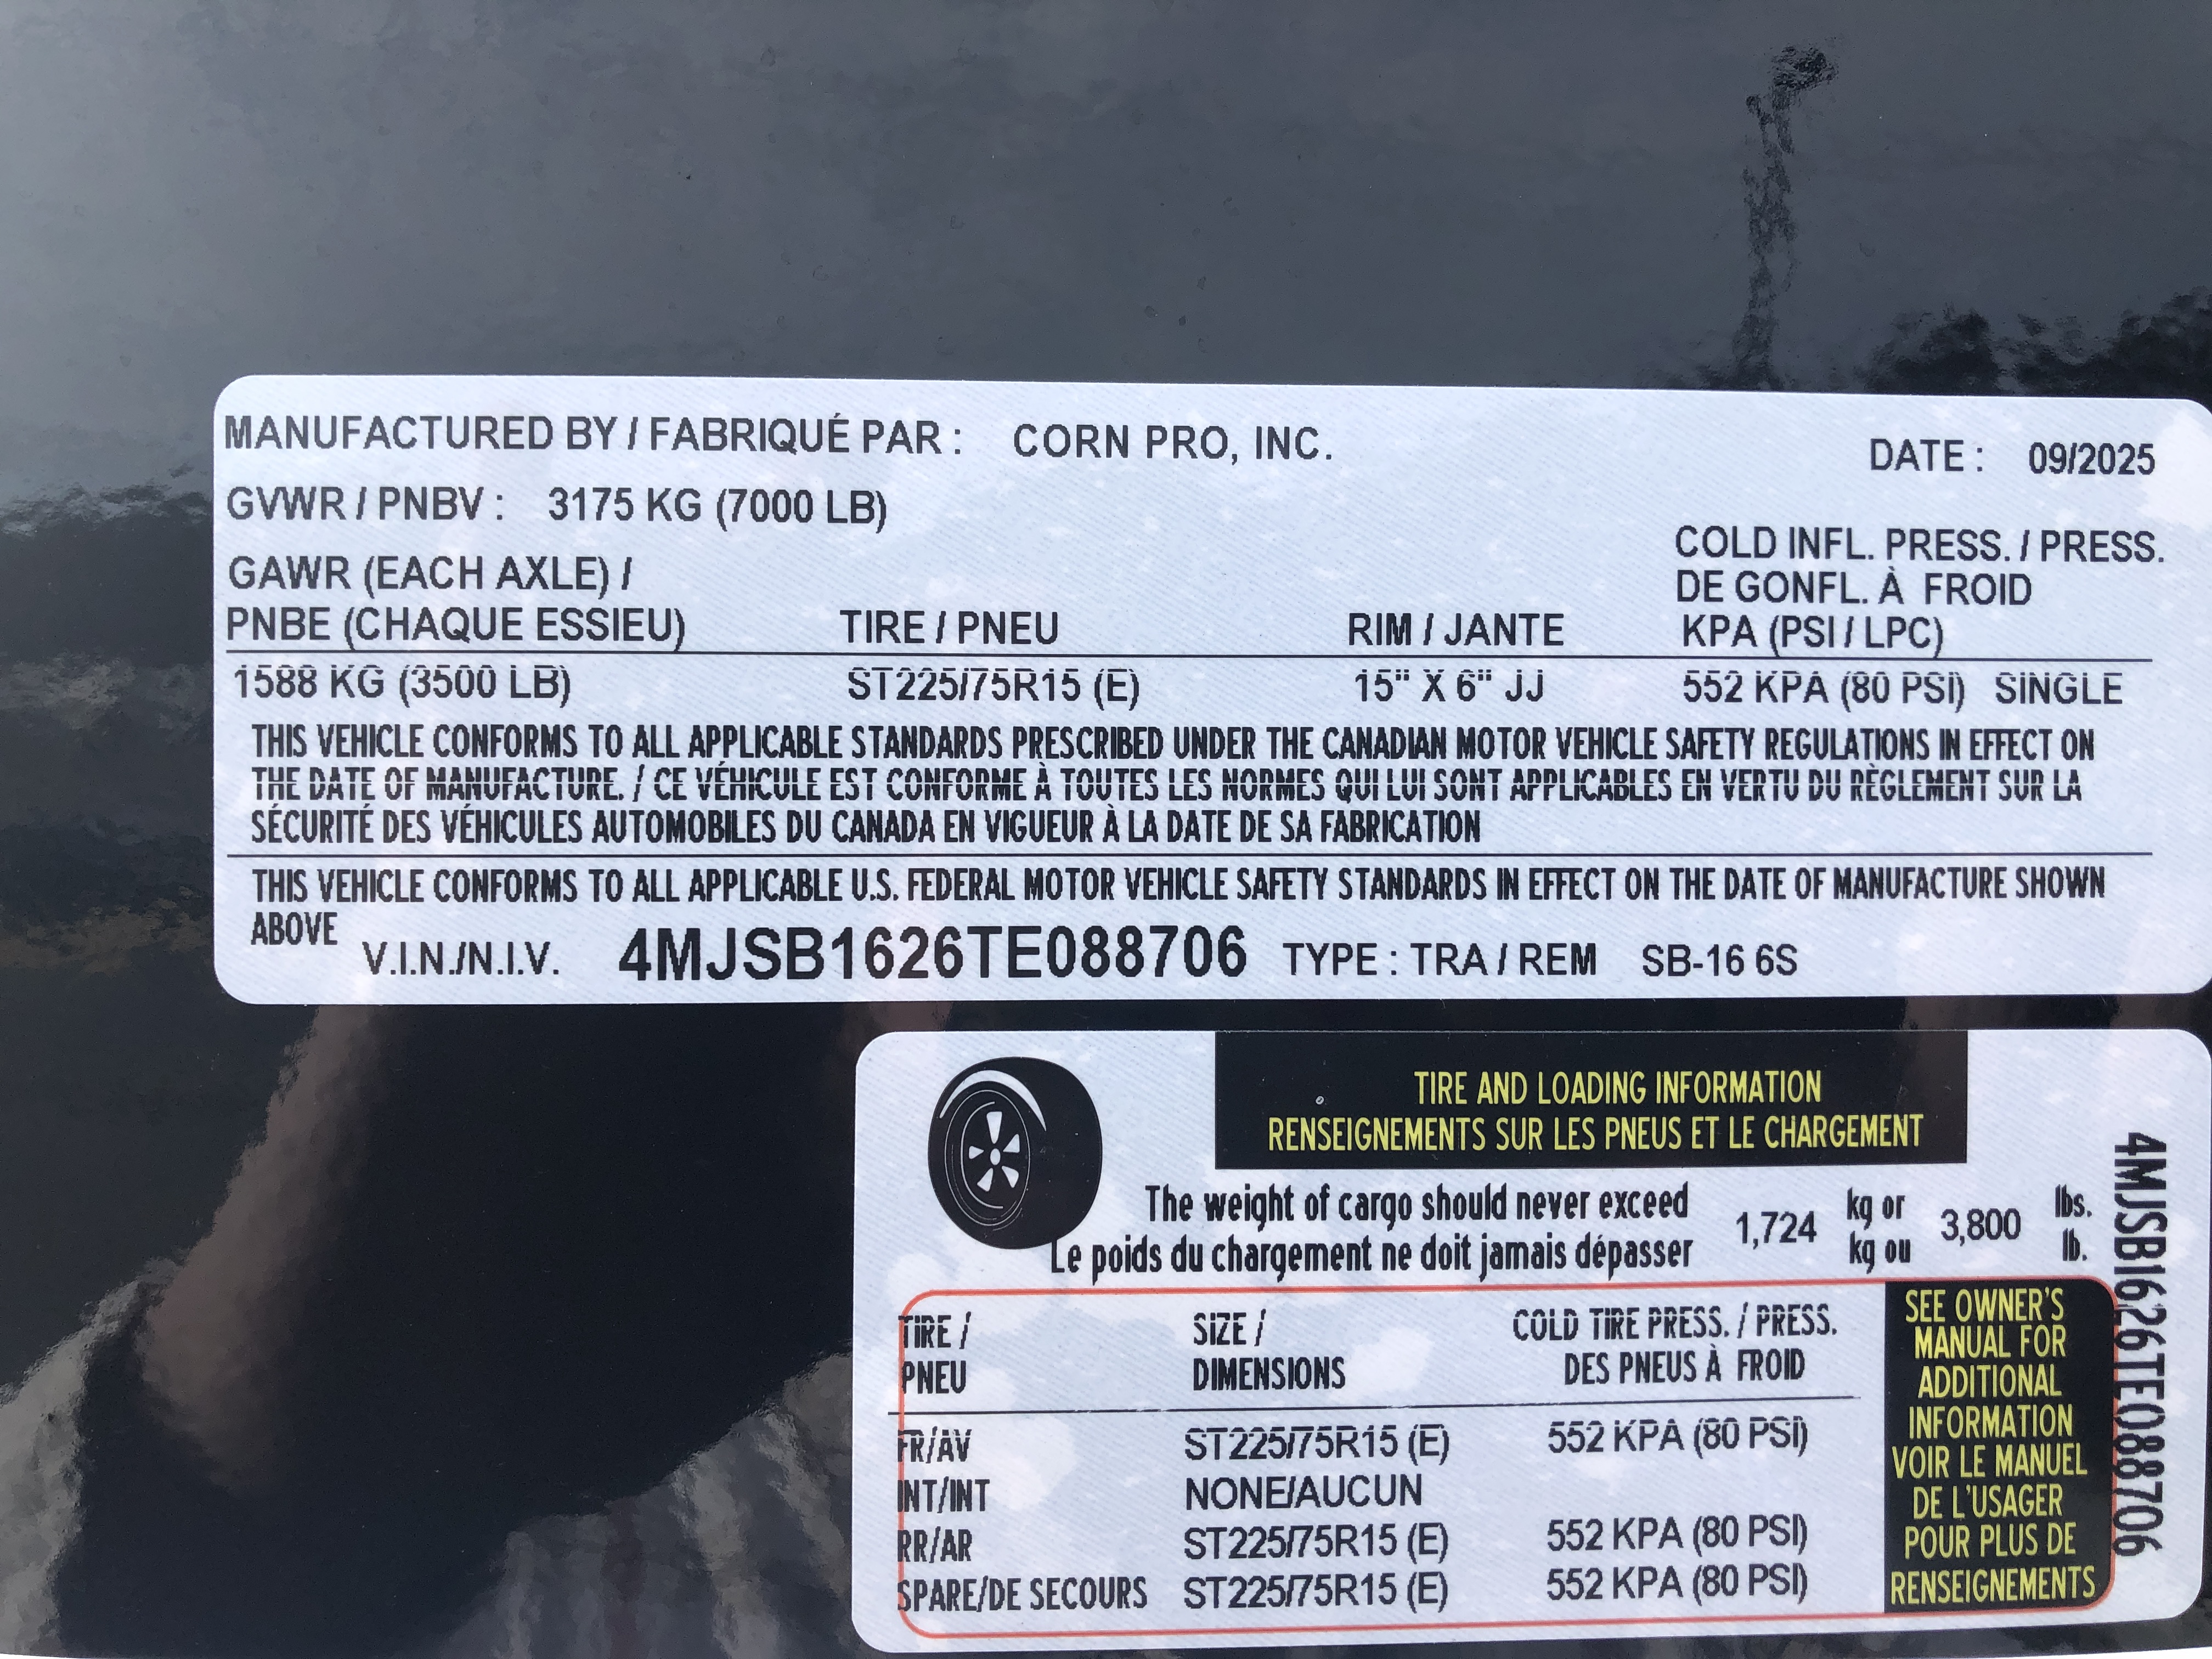 MANUFACTURED BY / FABRIQUÉ PAR : CORN PRO, INC. DATE : 09/2025
GVWR / PNBV : 3175 KG (7000 LB)
GAWR (EACH AXLE) /
PNBE (CHAQUE ESSIEU) TIRE / PNEU RIM / JANTE COLD INFL. PRESS. / PRESS. DE GONFL. À FROID KPA (PSI / LPC)
1588 KG (3500 LB) ST225/75R15 (E) 15" X 6" JJ 552 KPA (80 PSI) SINGLE
THIS VEHICLE CONFORMS TO ALL APPLICABLE STANDARDS PRESCRIBED UNDER THE CANADIAN MOTOR VEHICLE SAFETY REGULATIONS IN EFFECT ON
THE DATE OF MANUFACTURE. / CE VÉHICULE EST CONFORME À TOUTES LES NORMES QUI LUI SONT APPLICABLES EN VERTU DU RÈGLEMENT SUR LA
SÉCURITÉ DES VÉHICULES AUTOMOBILES DU CANADA EN VIGUEUR À LA DATE DE SA FABRICATION
THIS VEHICLE CONFORMS TO ALL APPLICABLE U.S. FEDERAL MOTOR VEHICLE SAFETY STANDARDS IN EFFECT ON THE DATE OF MANUFACTURE SHOWN
ABOVE
V.I.N./N.I.V. 4MJSB1626TE088706 TYPE : TRA / REM SB-16 6S
TIRE AND LOADING INFORMATION
RENSEIGNEMENTS SUR LES PNEUS ET LE CHARGEMENT
The weight of cargo should never exceed 1,724 kg or 3,800 lbs.
Le poids du chargement ne doit jamais dépasser kg ou lb.
TIRE / SIZE / COLD TIRE PRESS. / PRESS.
PNEU DIMENSIONS DES PNEUS À FROID
FR/AV ST225/75R15 (E) 552 KPA (80 PSI)
INT/INT NONE/AUCUN
RR/AR ST225/75R15 (E) 552 KPA (80 PSI)
SPARE/DE SECOURS ST225/75R15 (E) 552 KPA (80 PSI)
SEE OWNER'S
MANUAL FOR
ADDITIONAL
INFORMATION
VOIR LE MANUEL
DE L'USAGER
POUR PLUS DE
RENSEIGNEMENTS
4MJSB1626TE088706